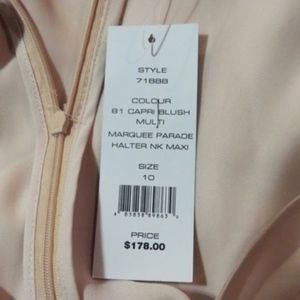 STYLE
71888
COLOUR
81 CAPRI BLUSH
MULTI
MARQUEE PARADE
HALTER NK MAXI
SIZE
10
PRICE
$178.00